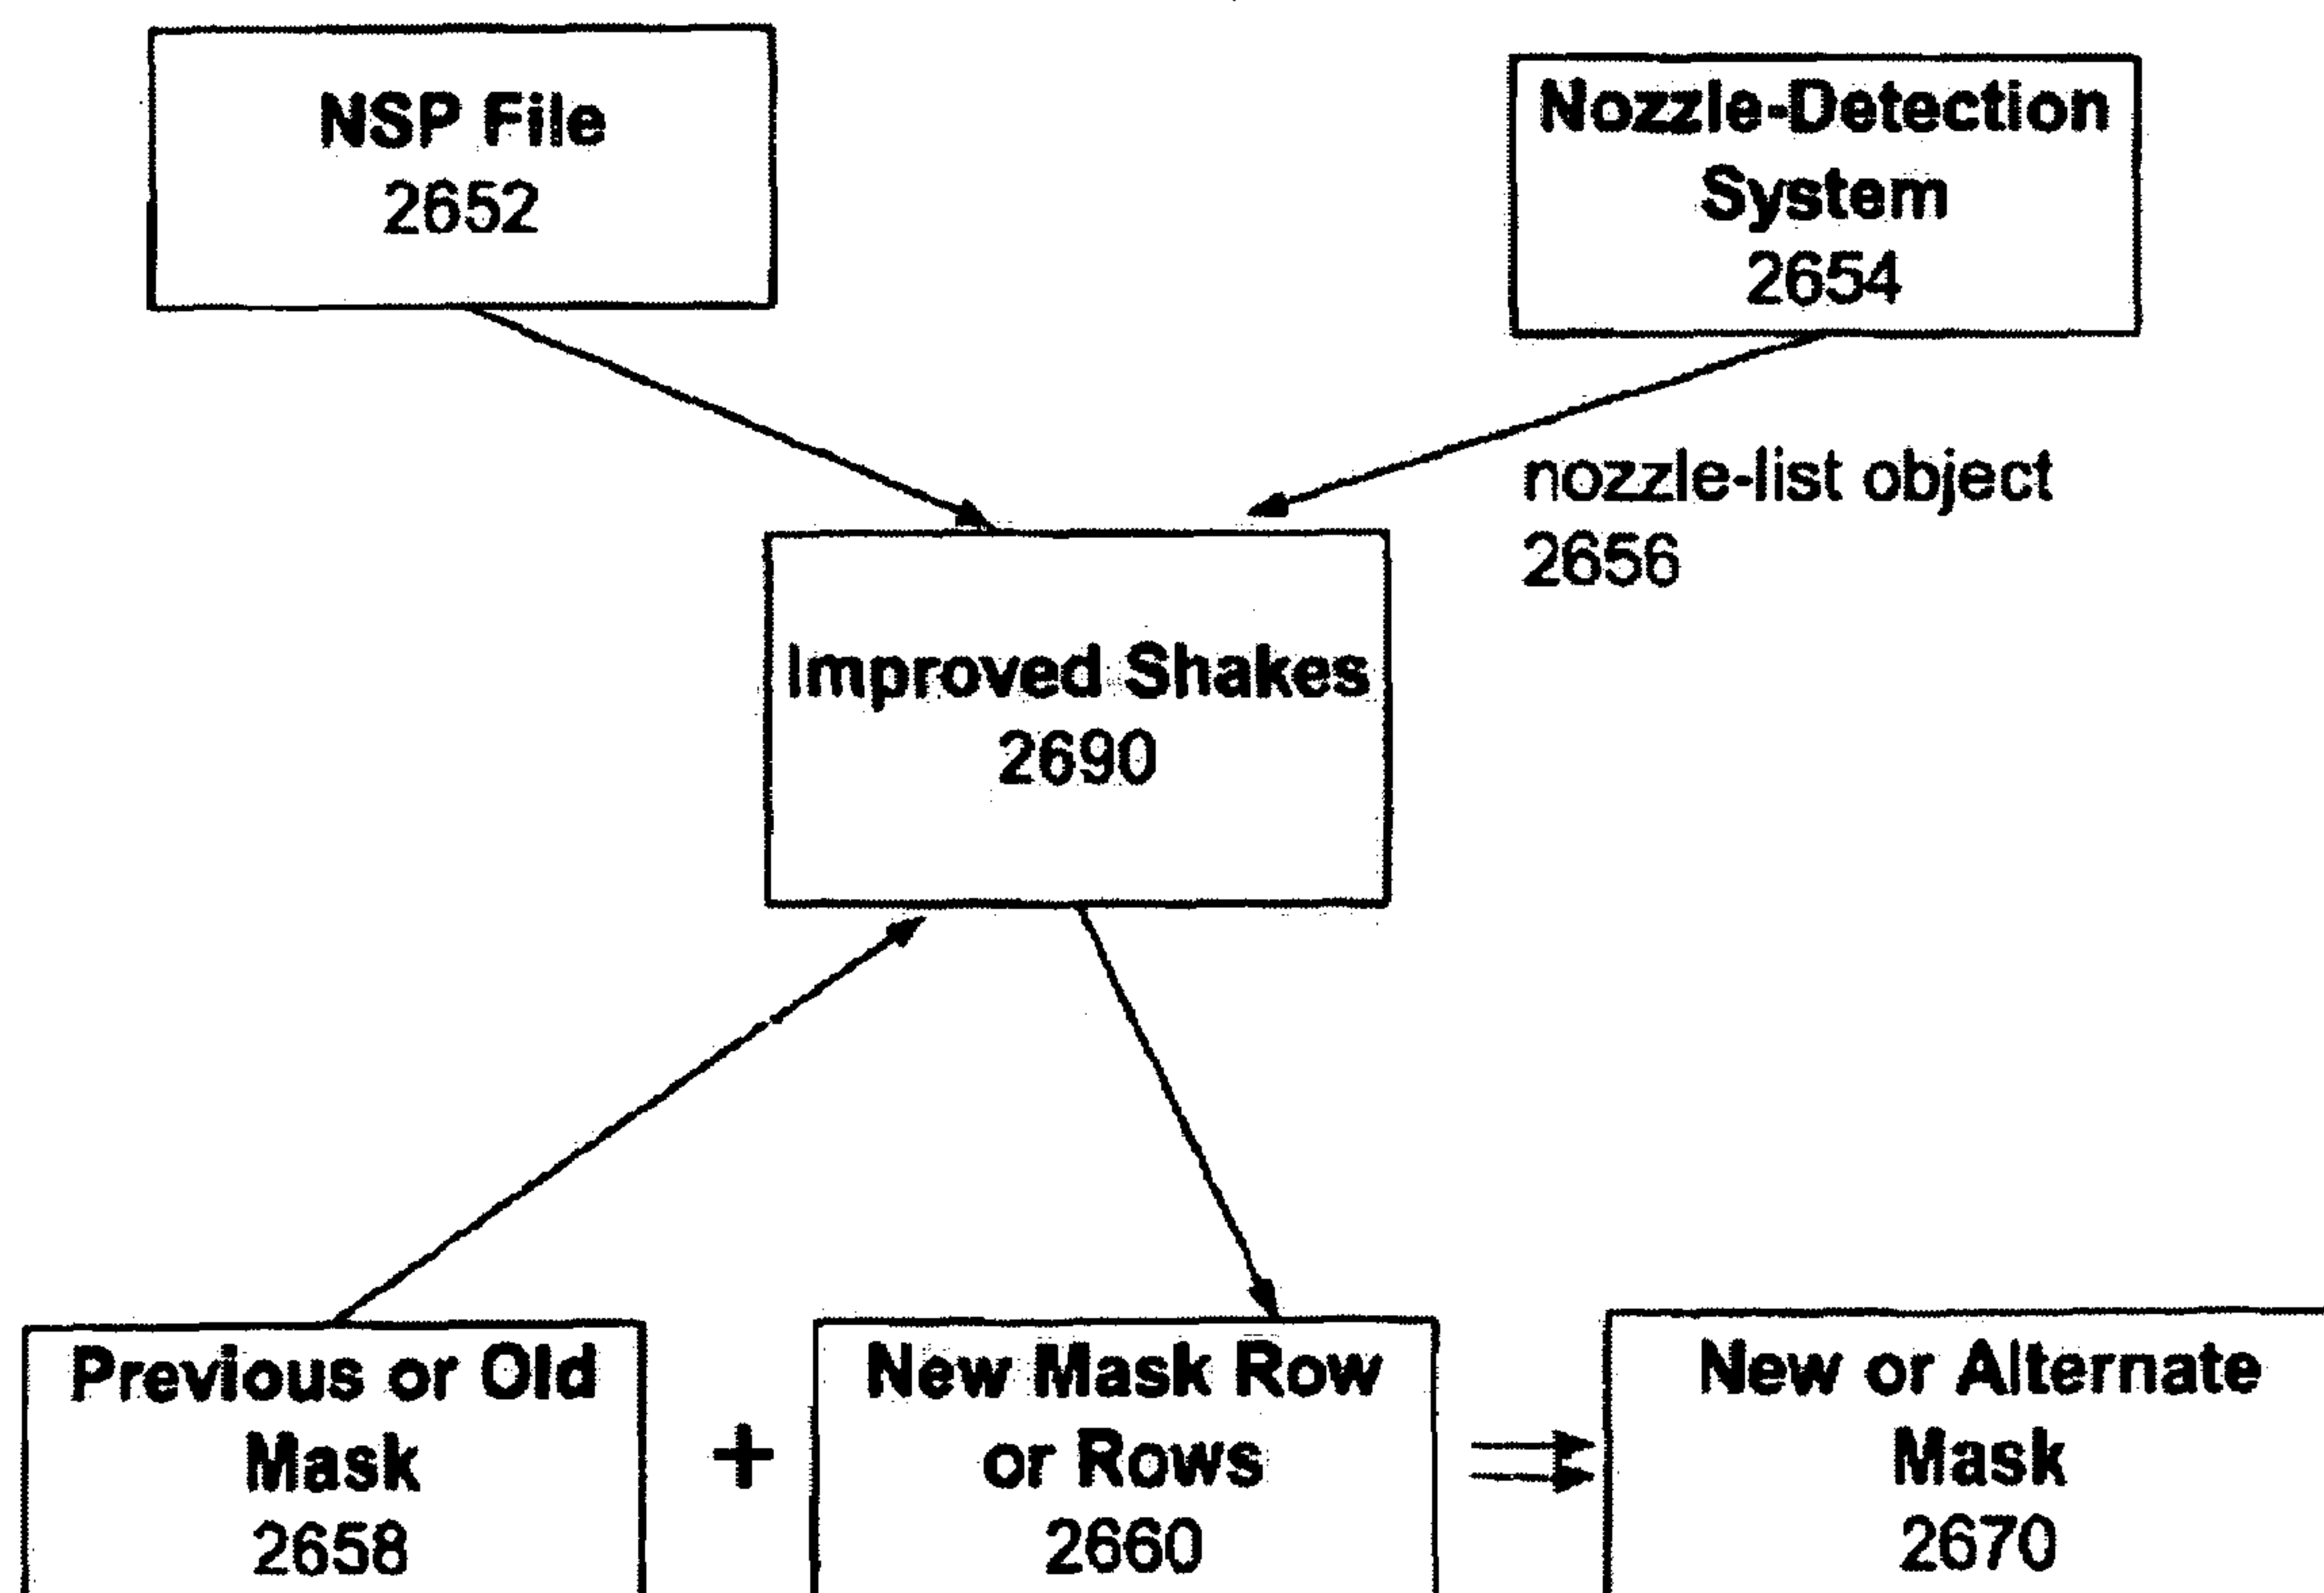 NSP File
2652
Nozzle-Detection
System
2654
nozzle-list object
2656
Improved Shakes
2690
Previous or Old
Mask
2658
+
New Mask Row
or Rows
2660
New or Alternate
Mask
2670